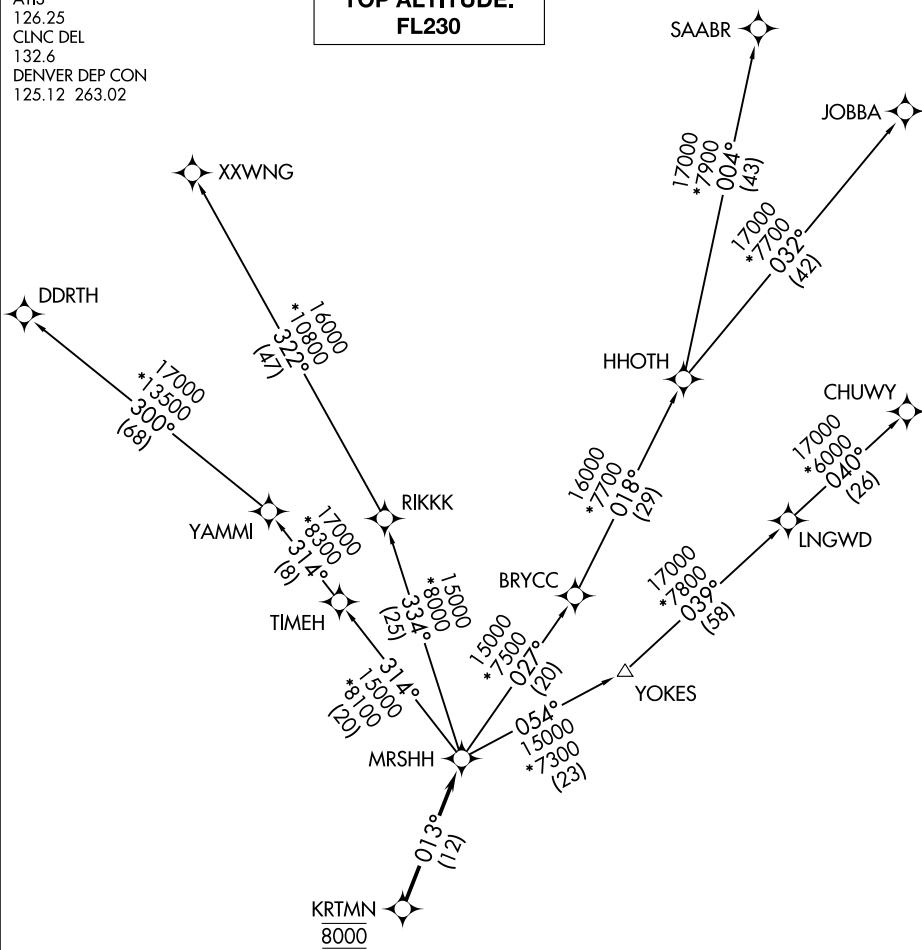 ATIS
126.25
CLNC DEL
132.6
DENVER DEP CON
125.12 263.02
TOP ALTITUDE:
FL230
SAABR
JOBBA
17000
*7900
004°
(43)
XXWNG
17000
*7700
032°
(42)
DDRTH
16000
*10800
322°
(47)
HHOTH
17000
*13500
300°
(68)
CHUWY
17000
*6000
040°
(26)
16000
*7700
018°
(29)
RIKKK
YAMMI
17000
*8300
314°
(8)
LNGWD
BRYCC
17000
*7800
039°
(58)
TIMEH
15000
*8000
334°
(25)
15000
*7500
027°
(20)
314°
15000
*8100
(20)
YOKES
054°
15000
*7300
(23)
MRSHH
013°
(12)
KRTMN
8000